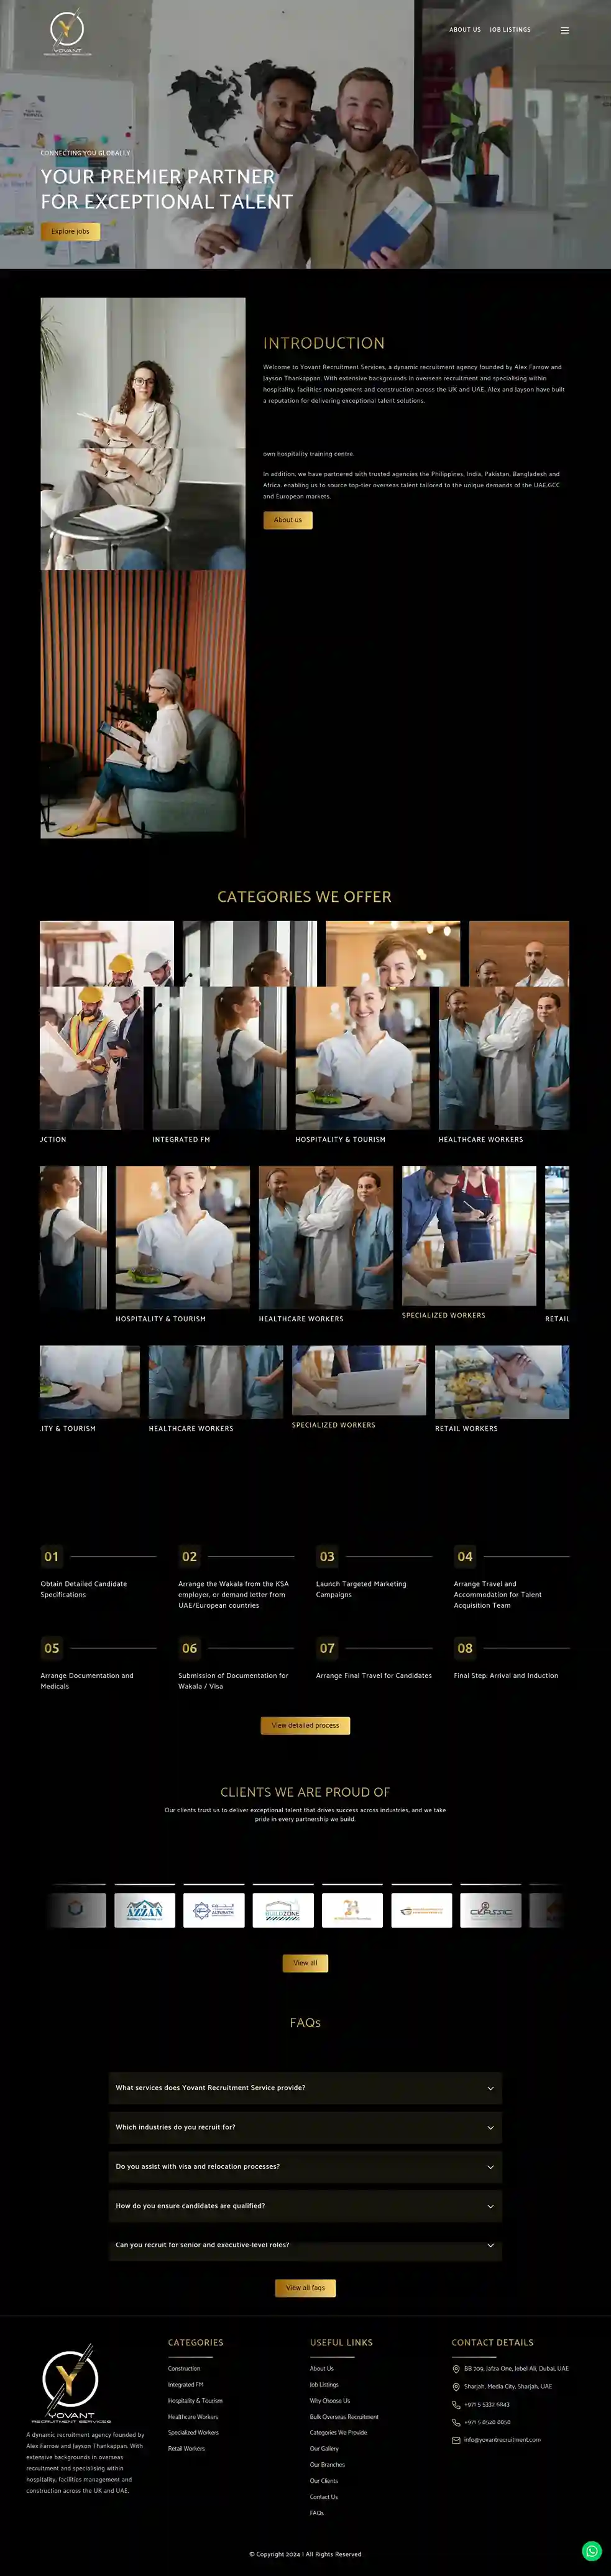 YOVANT
RECRUITMENT SERVICES
ABOUT US
JOB LISTINGS
CONNECTING YOU GLOBALLY
YOUR PREMIER PARTNER
FOR EXCEPTIONAL TALENT
Explore jobs
INTRODUCTION
Welcome to Yovant Recruitment Services, a dynamic recruitment agency founded by Alex Farrow and
Jayson Thankappan. With extensive backgrounds in overseas recruitment and specialising within
hospitality, facilities management and construction across the UK and UAE, Alex and Jayson have built
a reputation for delivering exceptional talent solutions.
own hospitality training centre.
In addition, we have partnered with trusted agencies the Philippines, India, Pakistan, Bangladesh and
Africa. enabling us to source top-tier overseas talent tailored to the unique demands of the UAE,GCC
and European markets.
About us
CATEGORIES WE OFFER
UCTION
INTEGRATED FM
HOSPITALITY & TOURISM
HEALTHCARE WORKERS
HOSPITALITY & TOURISM
HEALTHCARE WORKERS
SPECIALIZED WORKERS
RETAIL
ITY & TOURISM
HEALTHCARE WORKERS
SPECIALIZED WORKERS
RETAIL WORKERS
01
02
03
04
Obtain Detailed Candidate
Specifications
Arrange the Wakala from the KSA
employer, or demand letter from
UAE/European countries
Launch Targeted Marketing
Campaigns
Arrange Travel and
Accommodation for Talent
Acquisition Team
05
06
07
08
Arrange Documentation and
Medicals
Submission of Documentation for
Wakala / Visa
Arrange Final Travel for Candidates
Final Step: Arrival and Induction
View detailed process
CLIENTS WE ARE PROUD OF
Our clients trust us to deliver exceptional talent that drives success across industries, and we take
pride in every partnership we build.
AZZAN
BUILDZONE
CLASSIC
View all
FAQs
What services does Yovant Recruitment Service provide?
Which industries do you recruit for?
Do you assist with visa and relocation processes?
How do you ensure candidates are qualified?
Can you recruit for senior and executive-level roles?
View all faqs
YOVANT
RECRUITMENT SERVICES
A dynamic recruitment agency founded by
Alex Farrow and Jayson Thankappan. With
extensive backgrounds in overseas
recruitment and specialising within
hospitality, facilities management and
construction across the UK and UAE.
CATEGORIES
Construction
Integrated FM
Hospitality & Tourism
Healthcare Workers
Specialized Workers
Retail Workers
USEFUL LINKS
About Us
Job Listings
Why Choose Us
Bulk Overseas Recruitment
Categories We Provide
Our Gallery
Our Branches
Our Clients
Contact Us
FAQs
CONTACT DETAILS
BB 709, Jafza One, Jebel Ali, Dubai, UAE
Sharjah, Media City, Sharjah, UAE
+971 5 5332 6843
+971 5 8520 8650
info@yovantrecruitment.com
© Copyright 2024 | All Rights Reserved